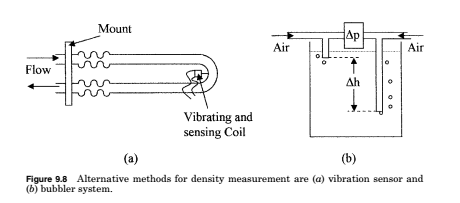 Mount
Flow
Vibrating and
sensing Coil
(a)
Δp
Air
Air
Δh
(b)
Figure 9.8 Alternative methods for density measurement are (a) vibration sensor and
(b) bubbler system.